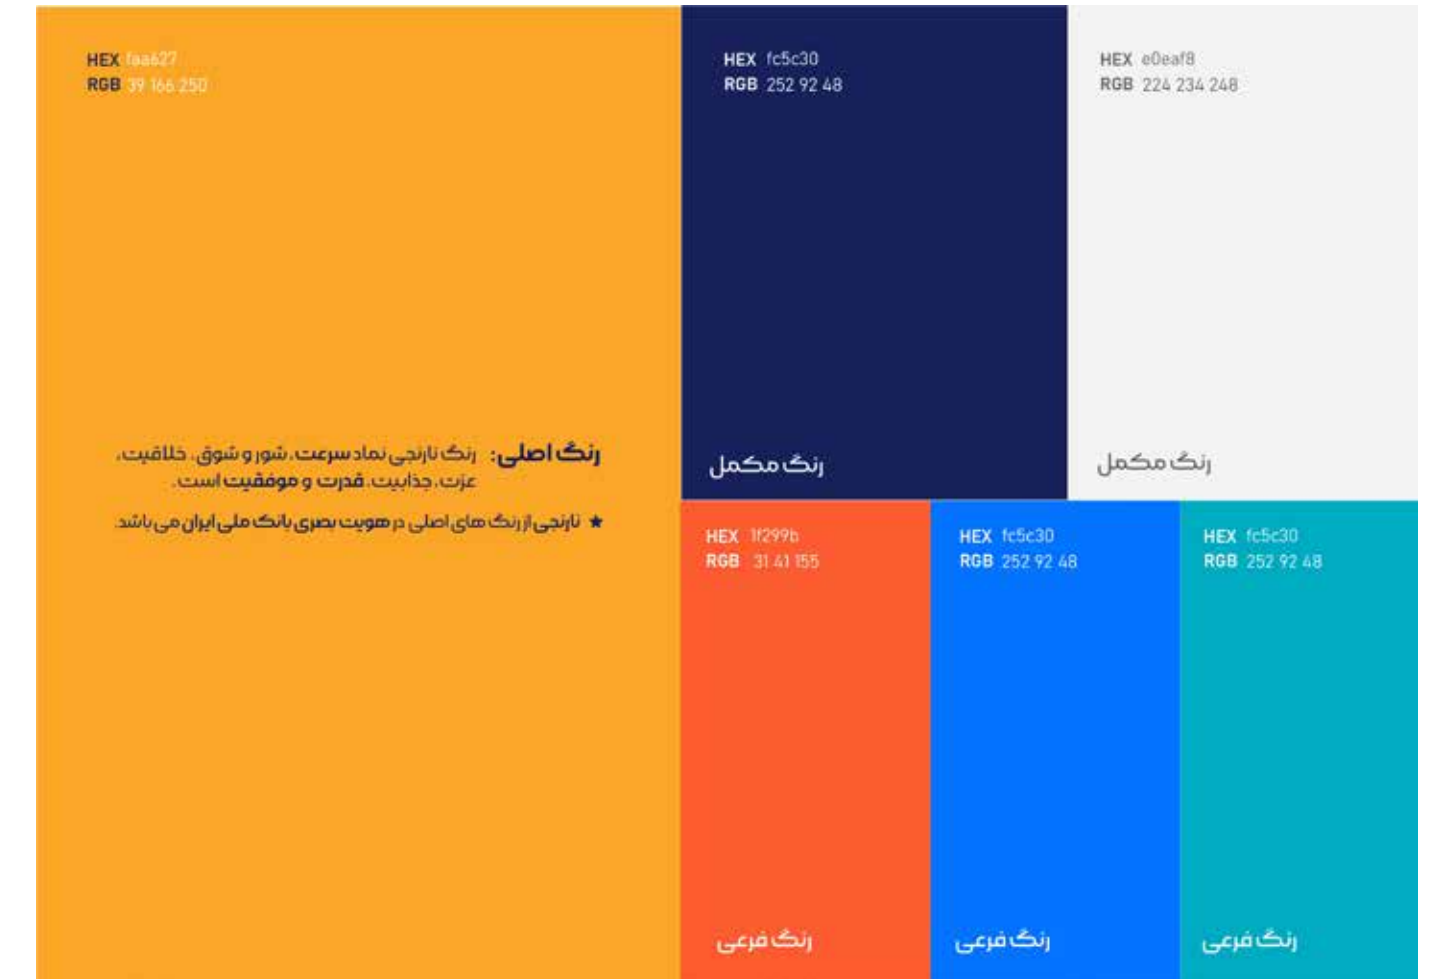 HEX faa627
RGB 39 166 250
رنگ اصلی: رنگ نارنجی نماد سرعت، شور و شوق، خلاقیت،
عزت، جذابیت، قدرت و موفقیت است.
★ نارنجی از رنگ های اصلی در هویت بصری بانک ملی ایران می باشد.
HEX fc5c30
RGB 252 92 48
رنگ مکمل
HEX e0eaf8
RGB 224 234 248
رنگ مکمل
HEX 1f299b
RGB 31 41 155
رنگ فرعی
HEX fc5c30
RGB 252 92 48
رنگ فرعی
HEX fc5c30
RGB 252 92 48
رنگ فرعی